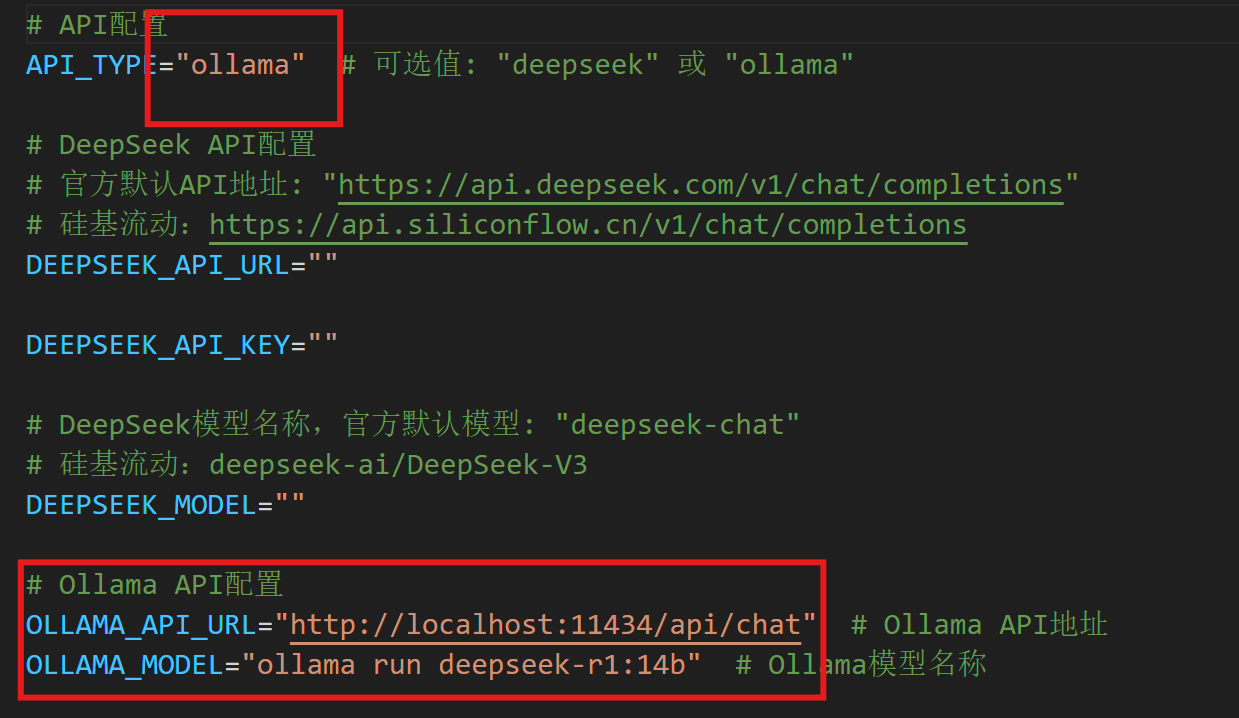 # API配置
API_TYPE="ollama"  # 可选值: "deepseek" 或 "ollama"
# DeepSeek API配置
# 官方默认API地址: "https://api.deepseek.com/v1/chat/completions"
# 硅基流动：https://api.siliconflow.cn/v1/chat/completions
DEEPSEEK_API_URL=""
DEEPSEEK_API_KEY=""
# DeepSeek模型名称，官方默认模型: "deepseek-chat"
# 硅基流动：deepseek-ai/DeepSeek-V3
DEEPSEEK_MODEL=""
# Ollama API配置
OLLAMA_API_URL="http://localhost:11434/api/chat"  # Ollama API地址
OLLAMA_MODEL="ollama run deepseek-r1:14b"  # Ollama模型名称